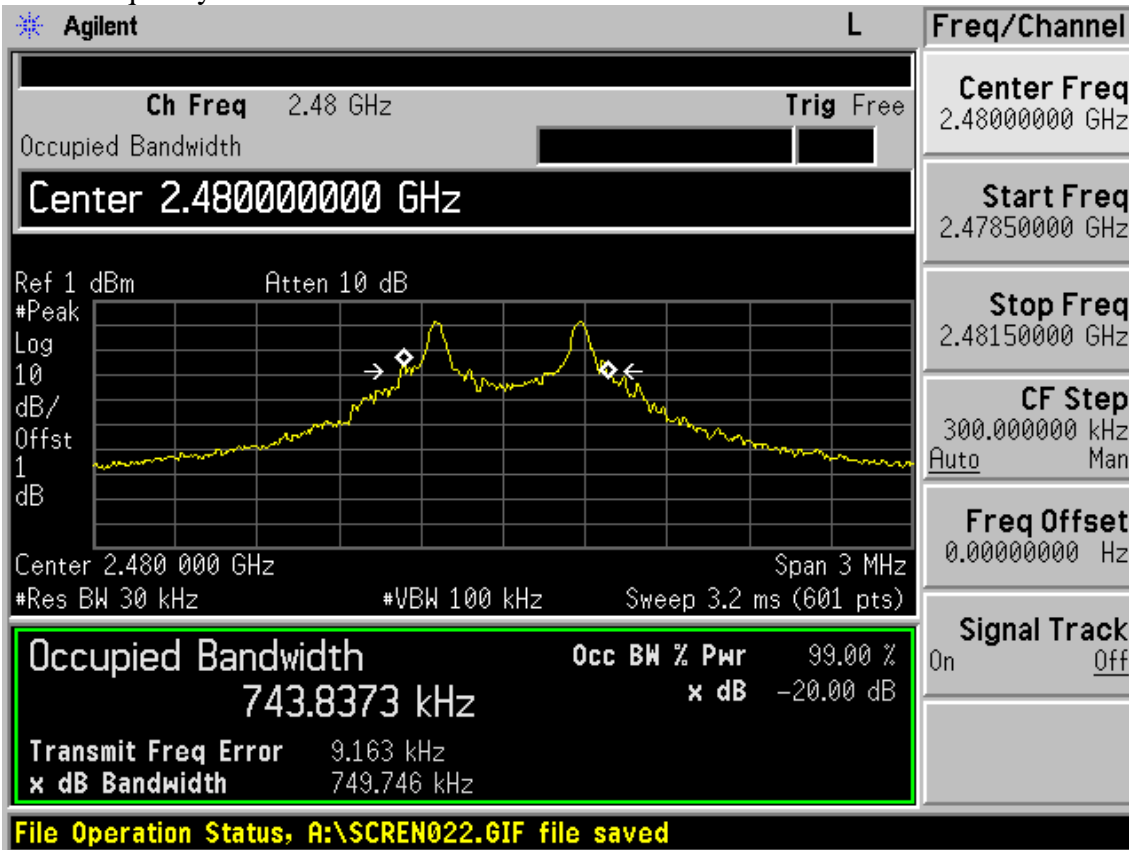 Agilent L
Ch Freq 2.48 GHz Trig Free
Occupied Bandwidth
Center 2.480000000 GHz
Ref 1 dBm Atten 10 dB
#Peak
Log
10
dB/
Offst
1
dB
Center 2.480 000 GHz Span 3 MHz
#Res BW 30 kHz #VBW 100 kHz Sweep 3.2 ms (601 pts)
Occupied Bandwidth Occ BW % Pwr 99.00 %
743.8373 kHz x dB -20.00 dB
Transmit Freq Error 9.163 kHz
x dB Bandwidth 749.746 kHz
File Operation Status, A:\SCREN022.GIF file saved
Freq/Channel
Center Freq
2.48000000 GHz
Start Freq
2.47850000 GHz
Stop Freq
2.48150000 GHz
CF Step
300.000000 kHz
Auto Man
Freq Offset
0.00000000 Hz
Signal Track
On Off